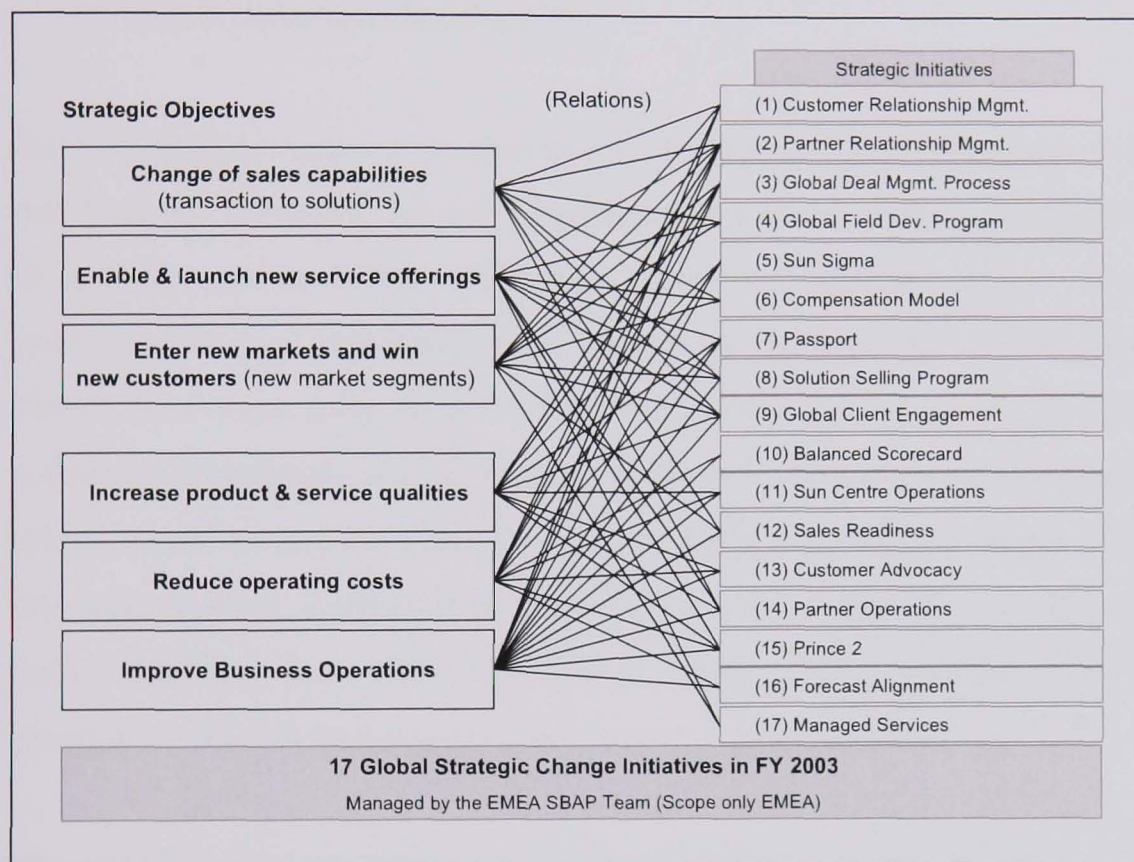 Strategic Objectives
(Relations)
Strategic Initiatives
Change of sales capabilities
(transaction to solutions)
Enable & launch new service offerings
Enter new markets and win
new customers (new market segments)
Increase product & service qualities
Reduce operating costs
Improve Business Operations
(1) Customer Relationship Mgmt.
(2) Partner Relationship Mgmt.
(3) Global Deal Mgmt. Process
(4) Global Field Dev. Program
(5) Sun Sigma
(6) Compensation Model
(7) Passport
(8) Solution Selling Program
(9) Global Client Engagement
(10) Balanced Scorecard
(11) Sun Centre Operations
(12) Sales Readiness
(13) Customer Advocacy
(14) Partner Operations
(15) Prince 2
(16) Forecast Alignment
(17) Managed Services
17 Global Strategic Change Initiatives in FY 2003
Managed by the EMEA SBAP Team (Scope only EMEA)